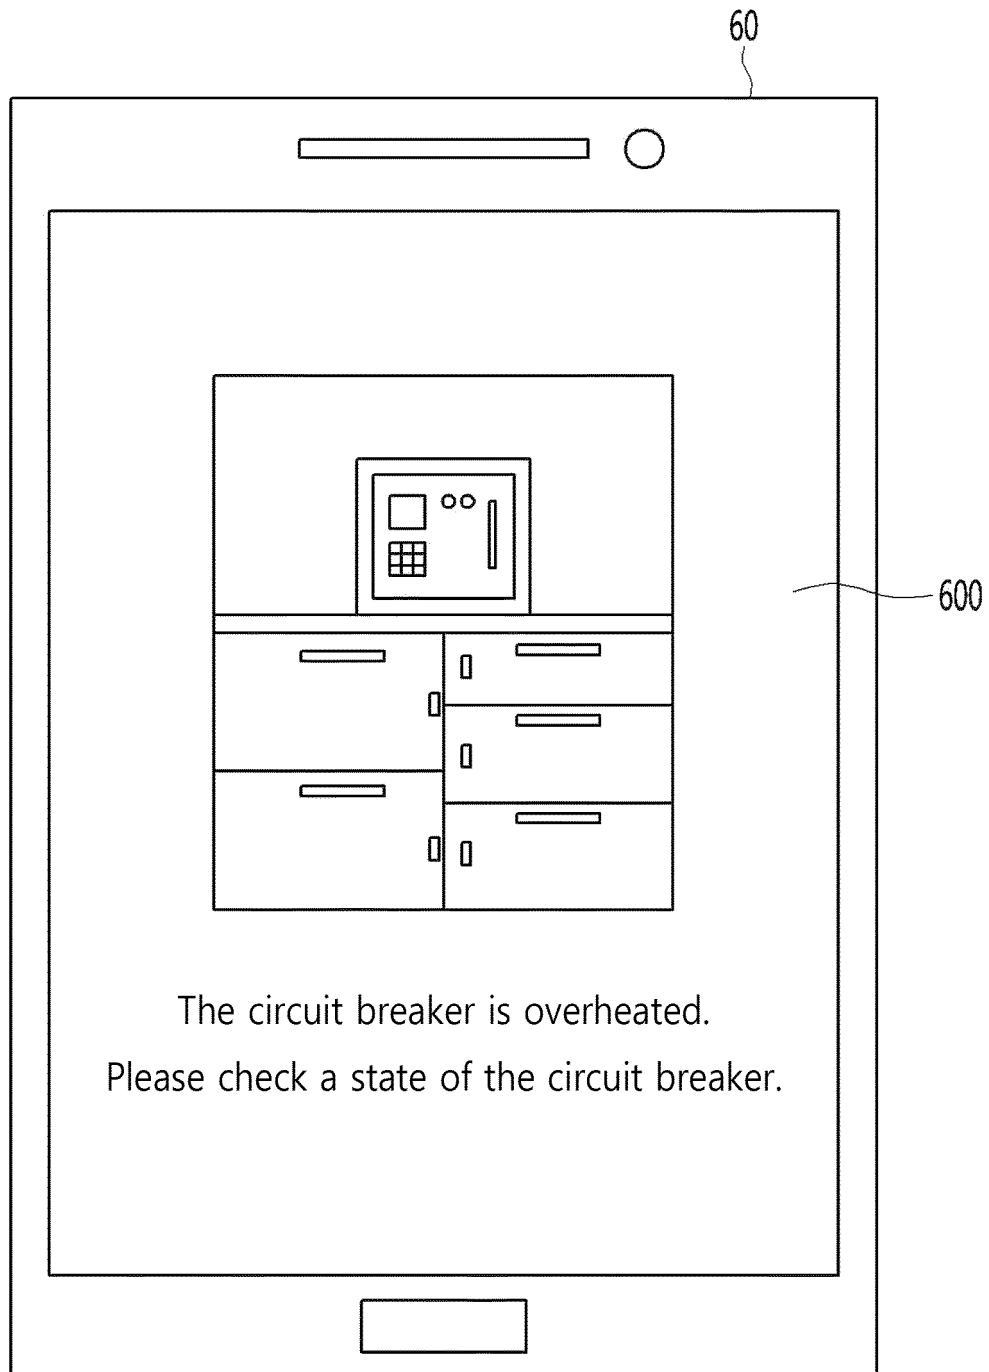 60
600
The circuit breaker is overheated.
Please check a state of the circuit breaker.